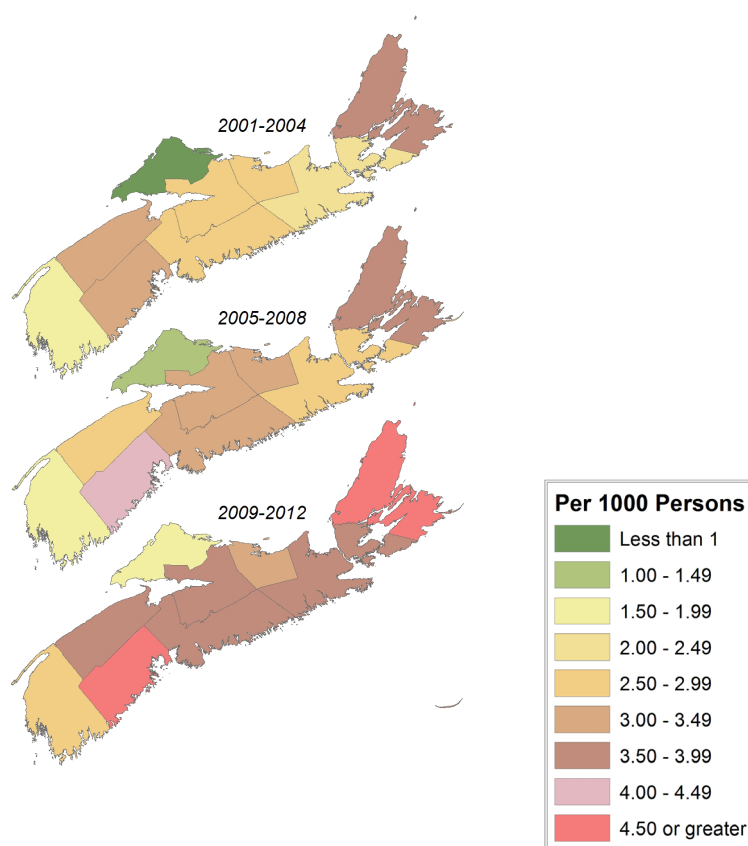 2001-2004
2005-2008
2009-2012
Per 1000 Persons
Less than 1
1.00 - 1.49
1.50 - 1.99
2.00 - 2.49
2.50 - 2.99
3.00 - 3.49
3.50 - 3.99
4.00 - 4.49
4.50 or greater